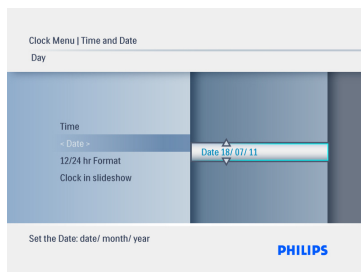 Clock Menu | Time and Date
Day
Time
< Date >
12/24 hr Format
Clock in slideshow
Date 18/ 07/ 11
Set the Date: date/ month/ year
PHILIPS